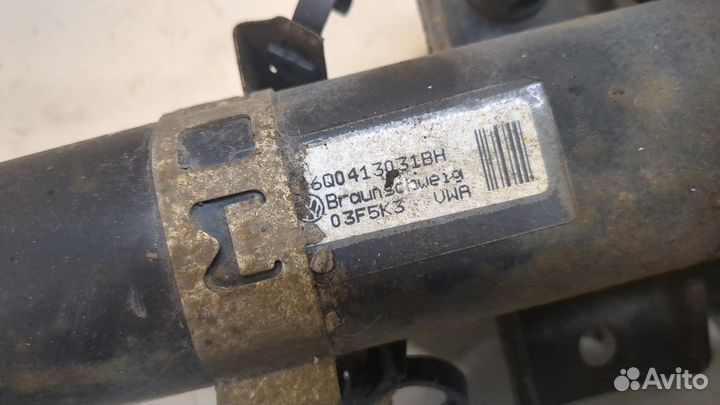 6Q0413031BH
Braunschweig
03F5K3 VWA
Avito